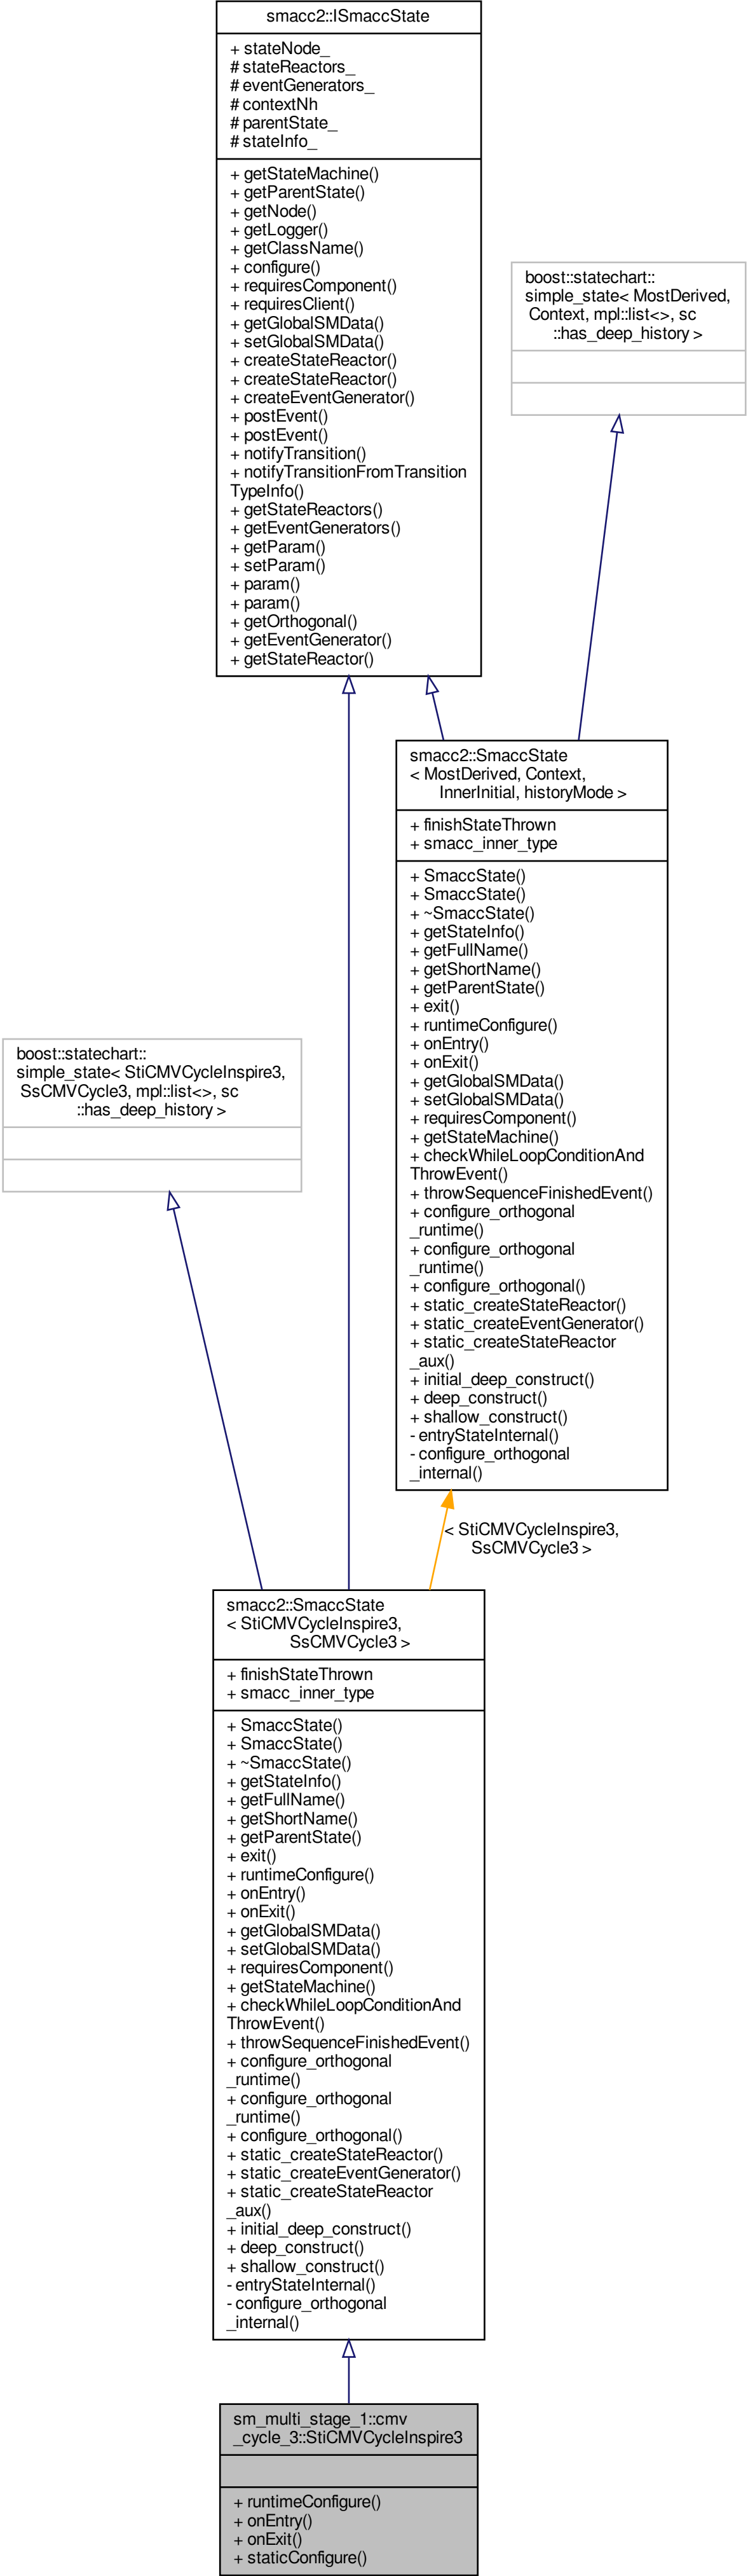 smacc2::ISmaccState
+ stateNode_
# stateReactors_
# eventGenerators_
# contextNh
# parentState_
# stateInfo_
+ getStateMachine()
+ getParentState()
+ getNode()
+ getLogger()
+ getClassName()
+ configure()
+ requiresComponent()
+ requiresClient()
+ getGlobalSMData()
+ setGlobalSMData()
+ createStateReactor()
+ createStateReactor()
+ createEventGenerator()
+ postEvent()
+ postEvent()
+ notifyTransition()
+ notifyTransitionFromTransition
TypeInfo()
+ getStateReactors()
+ getEventGenerators()
+ getParam()
+ setParam()
+ param()
+ param()
+ getOrthogonal()
+ getEventGenerator()
+ getStateReactor()
boost::statechart::
simple_state< MostDerived,
Context, mpl::list<>, sc
::has_deep_history >
smacc2::SmaccState
< MostDerived, Context,
InnerInitial, historyMode >
+ finishStateThrown
+ smacc_inner_type
+ SmaccState()
+ SmaccState()
+ ~SmaccState()
+ getStateInfo()
+ getFullName()
+ getShortName()
+ getParentState()
+ exit()
+ runtimeConfigure()
+ onEntry()
+ onExit()
+ getGlobalSMData()
+ setGlobalSMData()
+ requiresComponent()
+ getStateMachine()
+ checkWhileLoopConditionAnd
ThrowEvent()
+ throwSequenceFinishedEvent()
+ configure_orthogonal
_runtime()
+ configure_orthogonal
_runtime()
+ configure_orthogonal()
+ static_createStateReactor()
+ static_createEventGenerator()
+ static_createStateReactor
_aux()
+ initial_deep_construct()
+ deep_construct()
+ shallow_construct()
- entryStateInternal()
- configure_orthogonal
_internal()
boost::statechart::
simple_state< StiCMVCycleInspire3,
SsCMVCycle3, mpl::list<>, sc
::has_deep_history >
< StiCMVCycleInspire3,
SsCMVCycle3 >
smacc2::SmaccState
< StiCMVCycleInspire3,
SsCMVCycle3 >
+ finishStateThrown
+ smacc_inner_type
+ SmaccState()
+ SmaccState()
+ ~SmaccState()
+ getStateInfo()
+ getFullName()
+ getShortName()
+ getParentState()
+ exit()
+ runtimeConfigure()
+ onEntry()
+ onExit()
+ getGlobalSMData()
+ setGlobalSMData()
+ requiresComponent()
+ getStateMachine()
+ checkWhileLoopConditionAnd
ThrowEvent()
+ throwSequenceFinishedEvent()
+ configure_orthogonal
_runtime()
+ configure_orthogonal
_runtime()
+ configure_orthogonal()
+ static_createStateReactor()
+ static_createEventGenerator()
+ static_createStateReactor
_aux()
+ initial_deep_construct()
+ deep_construct()
+ shallow_construct()
- entryStateInternal()
- configure_orthogonal
_internal()
sm_multi_stage_1::cmv
_cycle_3::StiCMVCycleInspire3
+ runtimeConfigure()
+ onEntry()
+ onExit()
+ staticConfigure()